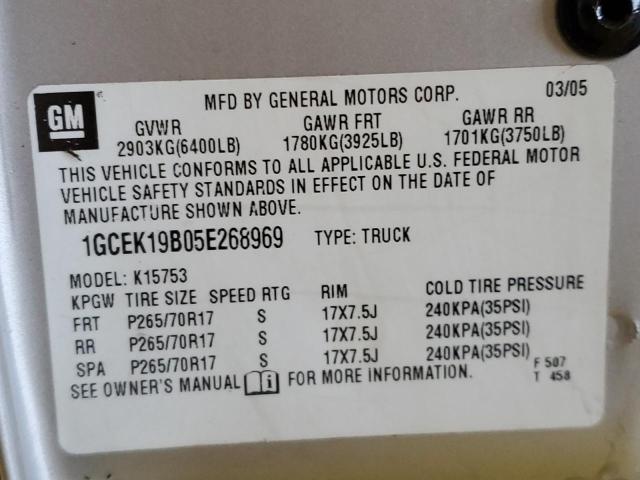 GM
MFD BY GENERAL MOTORS CORP. 03/05
GVWR GAWR FRT GAWR RR
2903KG(6400LB) 1780KG(3925LB) 1701KG(3750LB)
THIS VEHICLE CONFORMS TO ALL APPLICABLE U.S. FEDERAL MOTOR
VEHICLE SAFETY STANDARDS IN EFFECT ON THE DATE OF
MANUFACTURE SHOWN ABOVE.
1GCEK19B05E268969 TYPE: TRUCK
MODEL: K15753
KPGW TIRE SIZE SPEED RTG RIM COLD TIRE PRESSURE
FRT P265/70R17 S 17X7.5J 240KPA(35PSI)
RR P265/70R17 S 17X7.5J 240KPA(35PSI)
SPA P265/70R17 S 17X7.5J 240KPA(35PSI)
SEE OWNER'S MANUAL i FOR MORE INFORMATION.
F 507
T 458